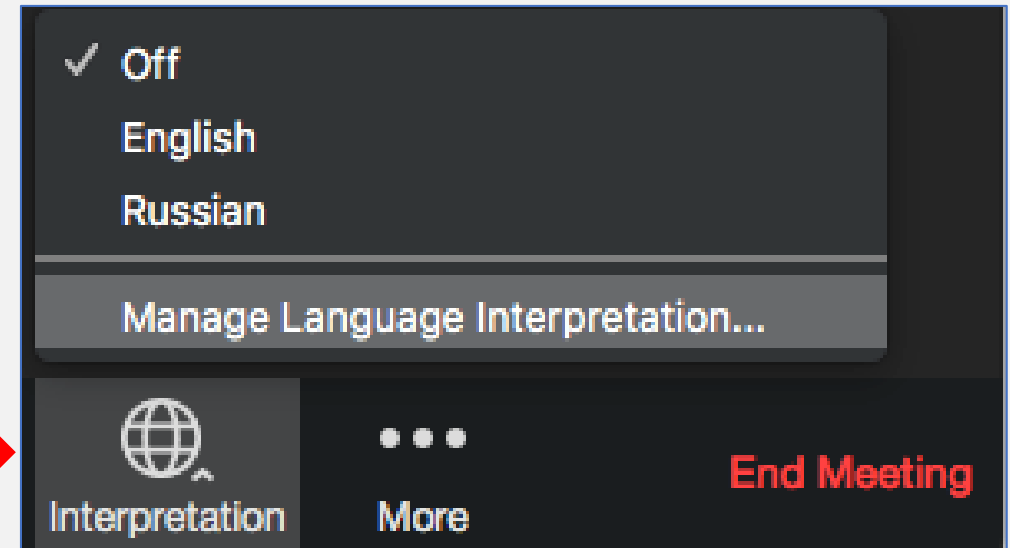 Off
English
Russian
Manage Language Interpretation...
Interpretation
More
End Meeting